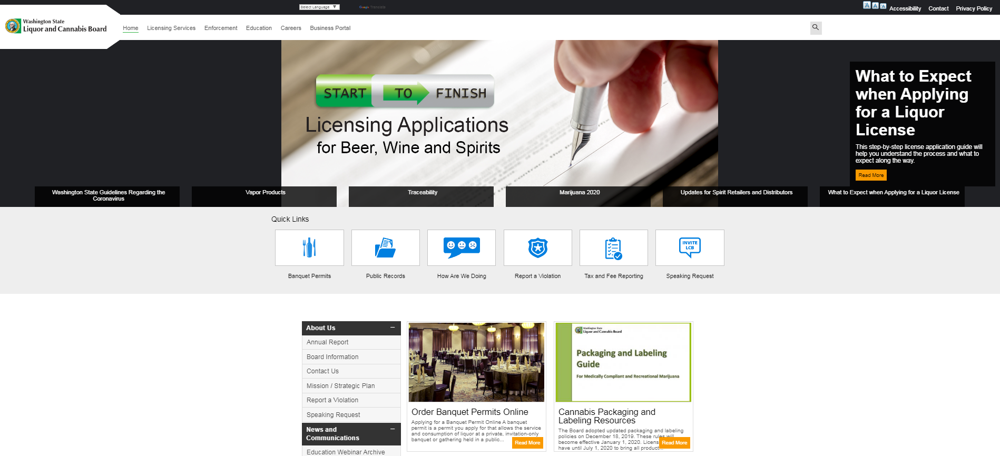 Select Language ▼
Google Translate
A A A
Accessibility Contact Privacy Policy
Washington State
Liquor and Cannabis Board
Home Licensing Services Enforcement Education Careers Business Portal
START TO FINISH
Licensing Applications
for Beer, Wine and Spirits
What to Expect
when Applying
for a Liquor
License
This step-by-step license application guide will
help you understand the process and what to
expect along the way.
Read More
Washington State Guidelines Regarding the
Coronavirus
Vapor Products
Traceability
Marijuana 2020
Updates for Spirit Retailers and Distributors
What to Expect when Applying for a Liquor License
Quick Links
INVITE
LCB
Banquet Permits
Public Records
How Are We Doing
Report a Violation
Tax and Fee Reporting
Speaking Request
About Us
Annual Report
Board Information
Contact Us
Mission / Strategic Plan
Report a Violation
Speaking Request
News and
Communications
Education Webinar Archive
Order Banquet Permits Online
Applying for a Banquet Permit Online A banquet
permit is a permit you apply for that allows the service
and consumption of liquor at a private, invitation-only
banquet or gathering held in a public...
Read More
Washington State
Liquor and Cannabis Board
Packaging and Labeling
Guide
For Medically Compliant and Recreational Marijuana
Cannabis Packaging and
Labeling Resources
The Board adopted updated packaging and labeling
policies on December 18, 2019. These rules will
become effective January 1, 2020. Licens
have until July 1, 2020 to bring all product...
Read More